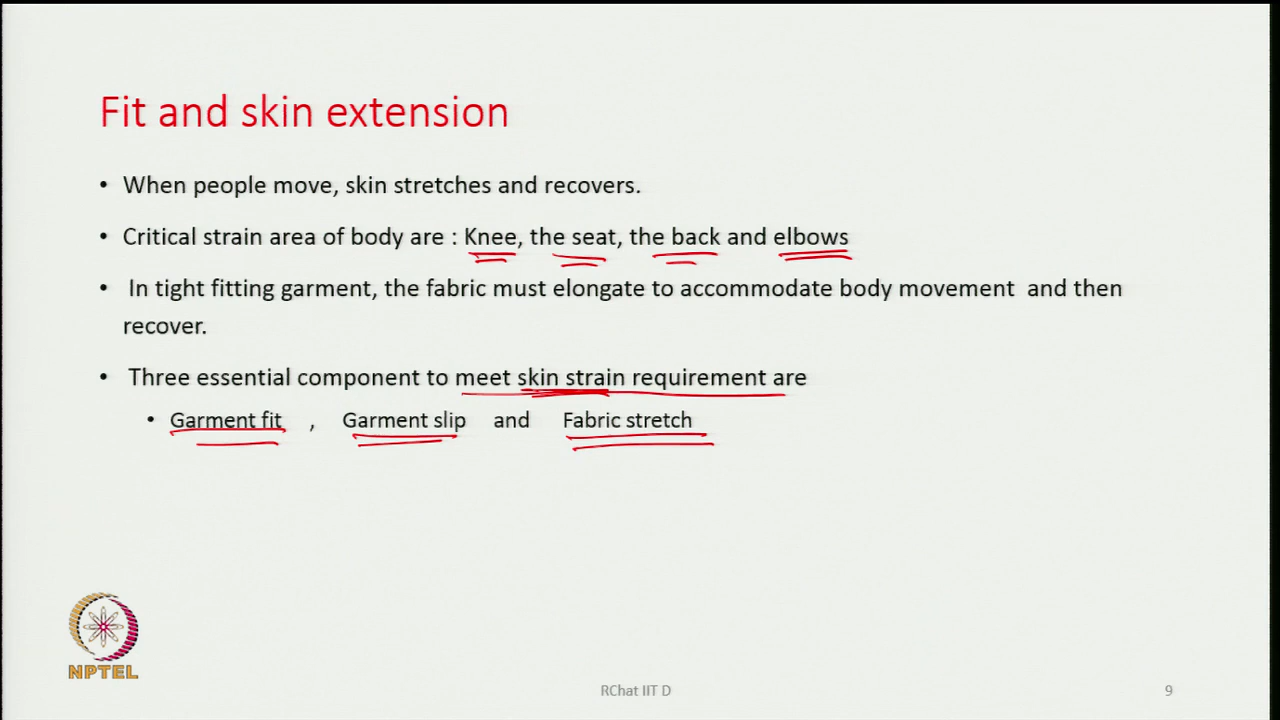 Fit and skin extension
• When people move, skin stretches and recovers.
• Critical strain area of body are : Knee, the seat, the back and elbows
• In tight fitting garment, the fabric must elongate to accommodate body movement and then
recover.
• Three essential component to meet skin strain requirement are
• Garment fit , Garment slip and Fabric stretch
NPTEL
RChat IIT D
9